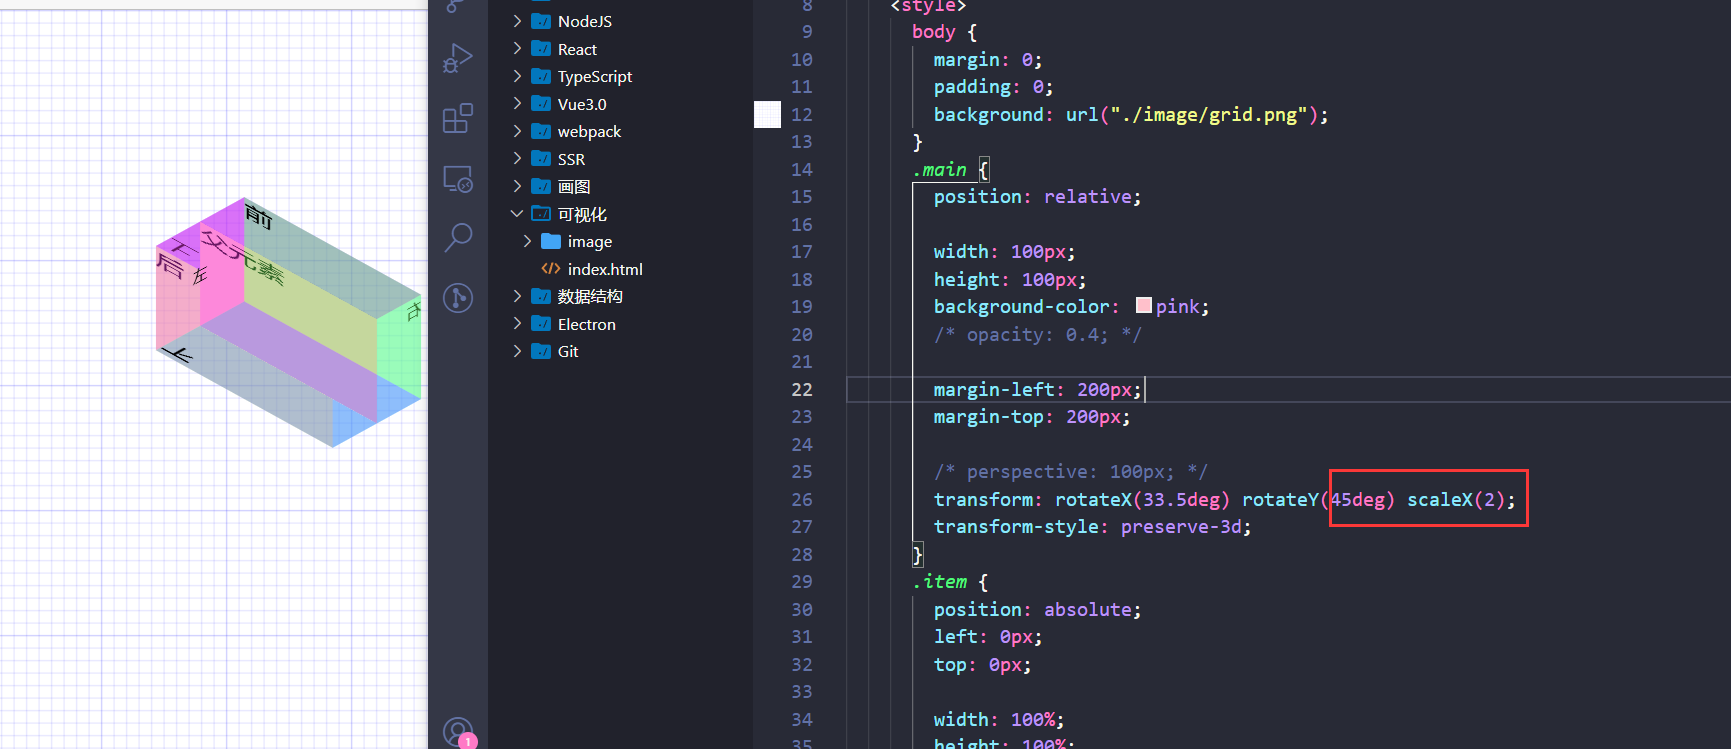 前
上
父元素
后
左
右
下
NodeJS
React
TypeScript
Vue3.0
webpack
SSR
画图
可视化
image
index.html
数据结构
Electron
Git
1
8 <style>
9 body {
10 margin: 0;
11 padding: 0;
12 background: url("./image/grid.png");
13 }
14 .main {
15 position: relative;
16
17 width: 100px;
18 height: 100px;
19 background-color: pink;
20 /* opacity: 0.4; */
21
22 margin-left: 200px;
23 margin-top: 200px;
24
25 /* perspective: 100px; */
26 transform: rotateX(33.5deg) rotateY(45deg) scaleX(2);
27 transform-style: preserve-3d;
28 }
29 .item {
30 position: absolute;
31 left: 0px;
32 top: 0px;
33
34 width: 100%;
35 height: 100%;